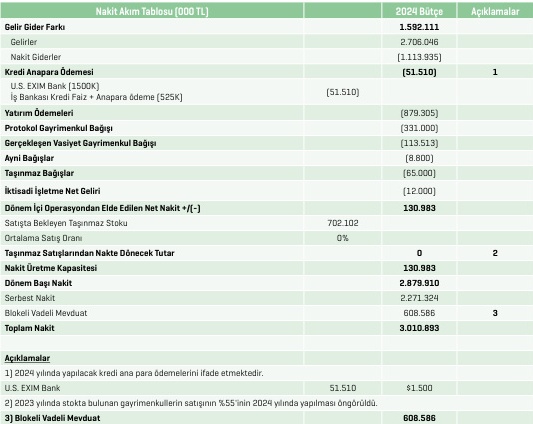 Nakit Akım Tablosu (000 TL) 2024 Bütçe Açıklamalar
Gelir Gider Farkı 1.592.111
Gelirler 2.706.046
Nakit Giderler (1.113.935)
Kredi Anapara Ödemesi (51.510) 1
U.S. EXIM Bank (1500K)
İş Bankası Kredi Faiz + Anapara ödeme (525K) (51.510)
Yatırım Ödemeleri (879.305)
Protokol Gayrimenkul Bağışı (331.000)
Gerçekleşen Vasiyet Gayrimenkul Bağışı (113.513)
Ayni Bağışlar (8.800)
Taşınmaz Bağışlar (65.000)
İktisadi İşletme Net Geliri (12.000)
Dönem İçi Operasyondan Elde Edilen Net Nakit +/(-) 130.983
Satışta Bekleyen Taşınmaz Stoku 702.102
Ortalama Satış Oranı 0%
Taşınmaz Satışlarından Nakte Dönecek Tutar 0 2
Nakit Üretme Kapasitesi 130.983
Dönem Başı Nakit 2.879.910
Serbest Nakit 2.271.324
Blokeli Vadeli Mevduat 608.586 3
Toplam Nakit 3.010.893
Açıklamalar
1) 2024 yılında yapılacak kredi ana para ödemelerini ifade etmektedir.
U.S. EXIM Bank 51.510 $1.500
2) 2023 yılında stokta bulunan gayrimenkullerin satışının %55'inin 2024 yılında yapılması öngörüldü.
3) Blokeli Vadeli Mevduat 608.586